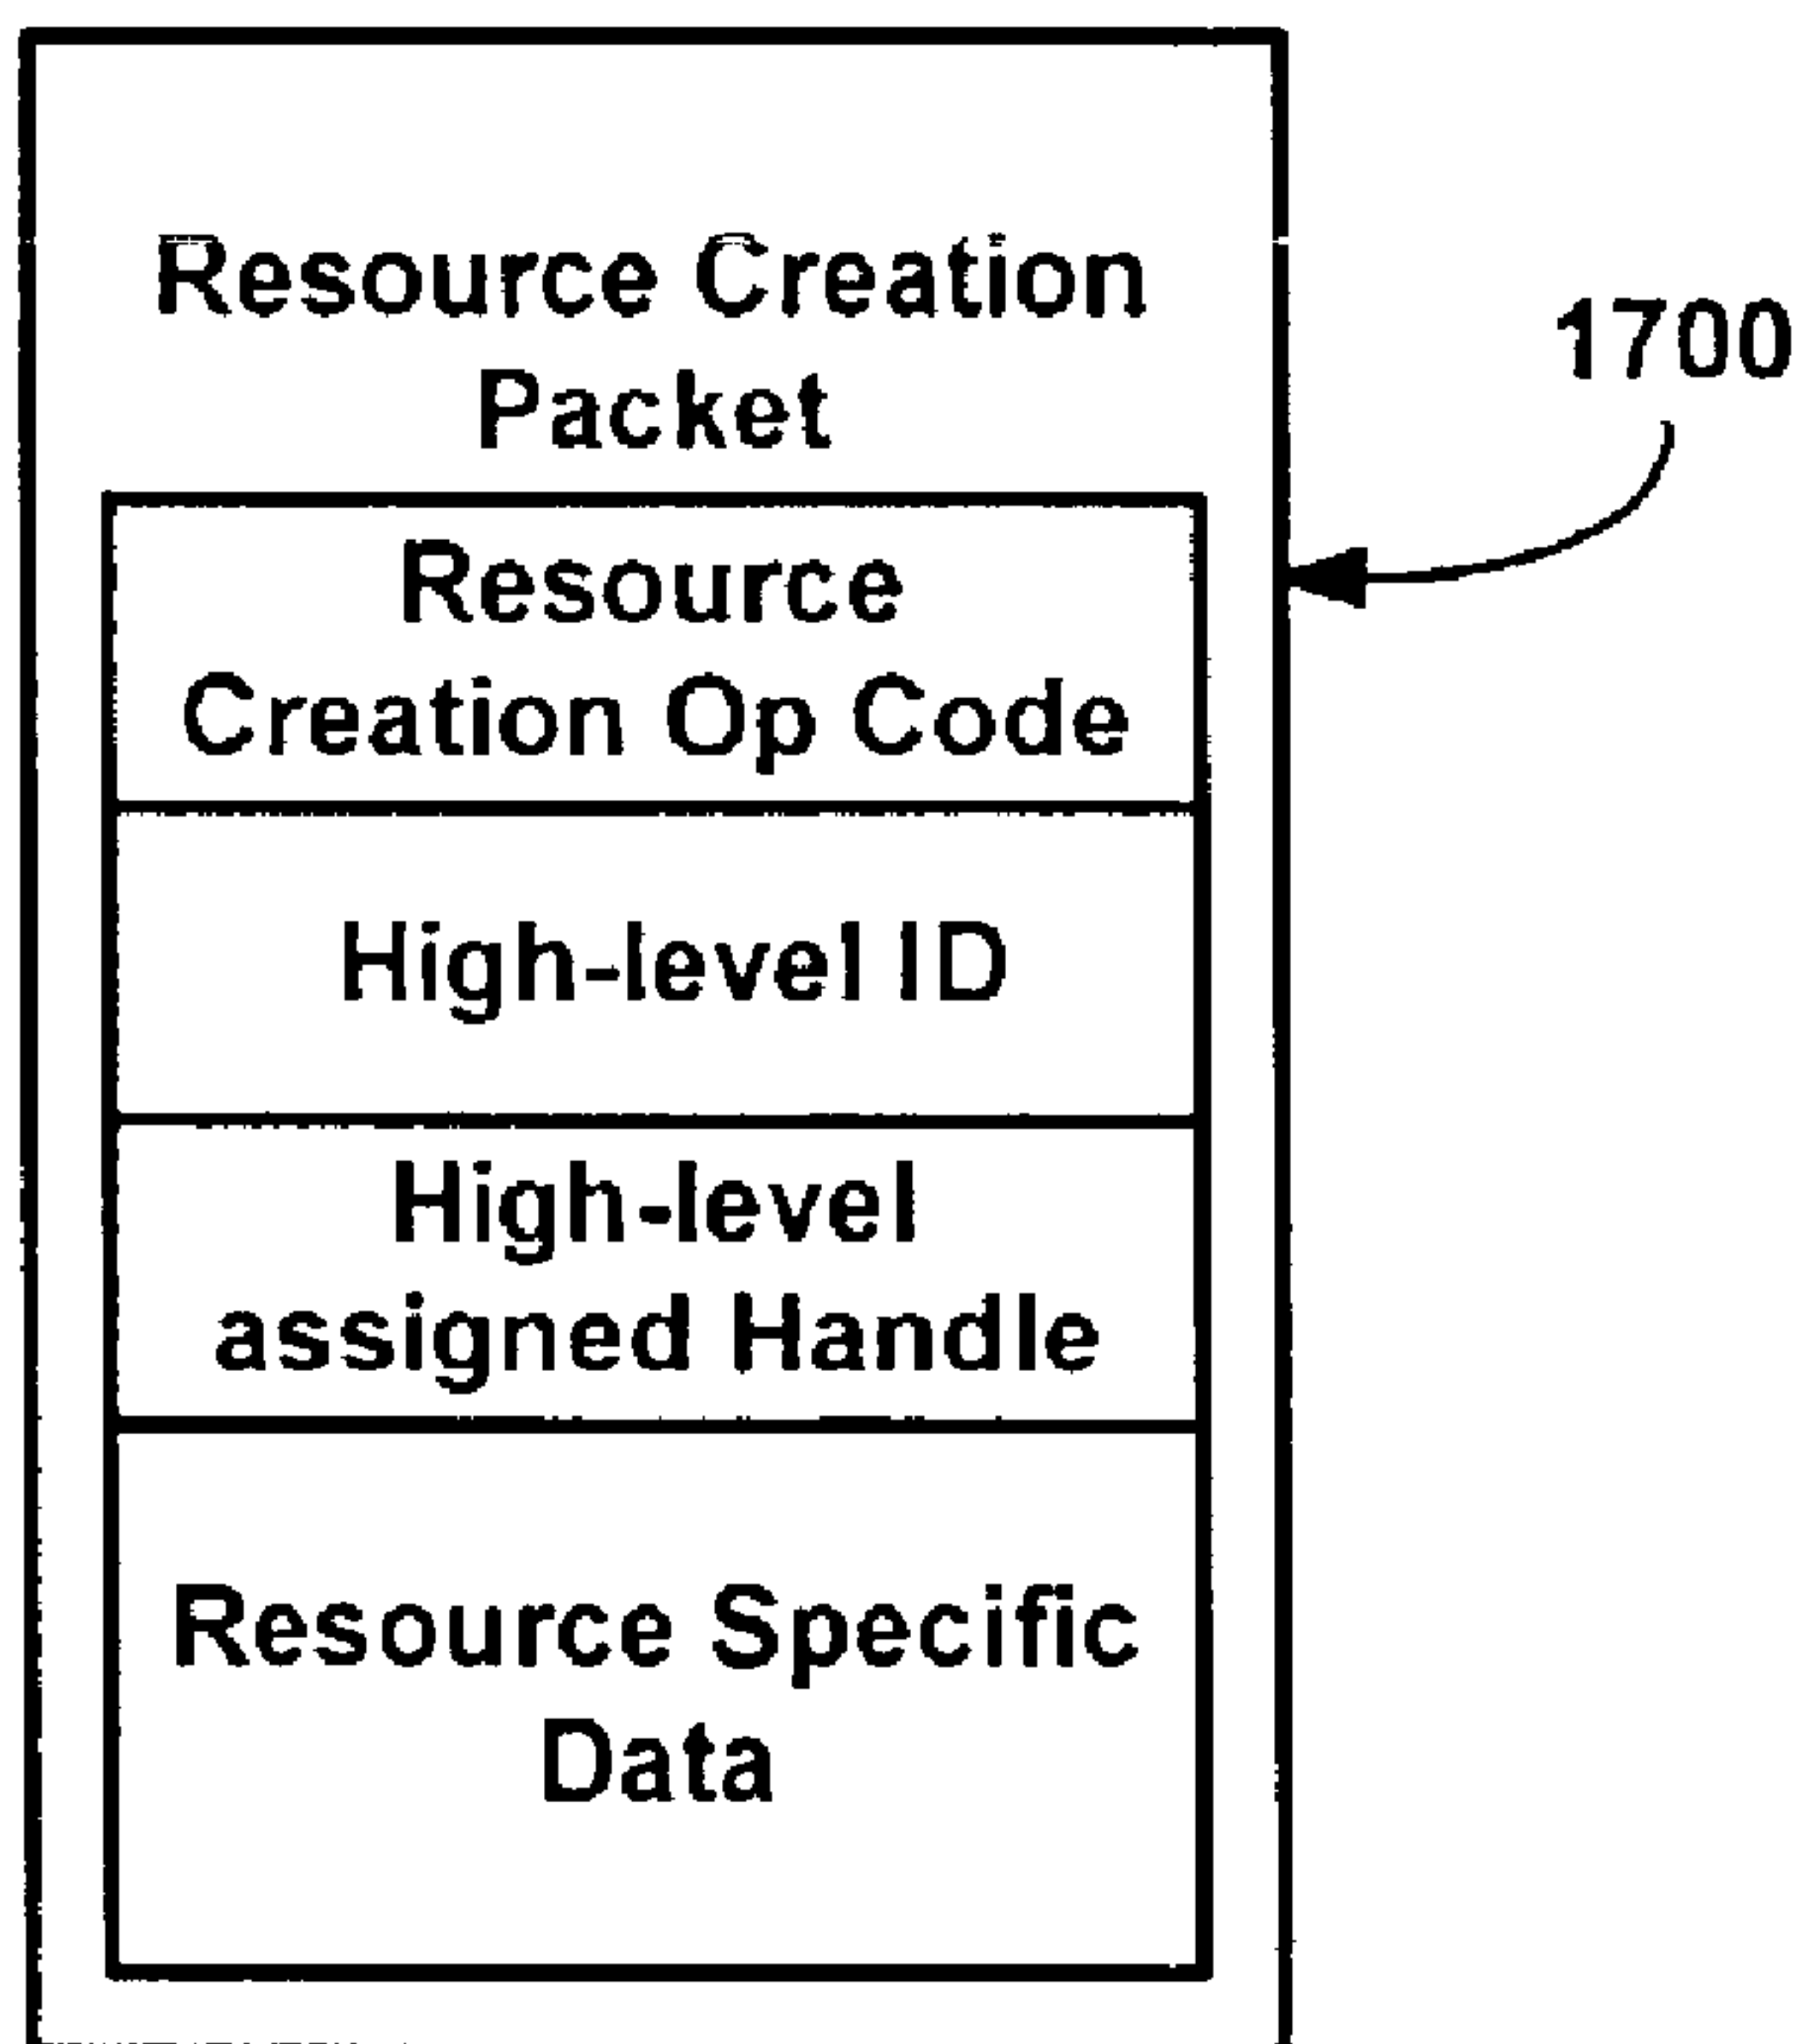 Resource Creation
Packet
1700
Resource
Creation Op Code
High-level ID
High-level
assigned Handle
Resource Specific
Data